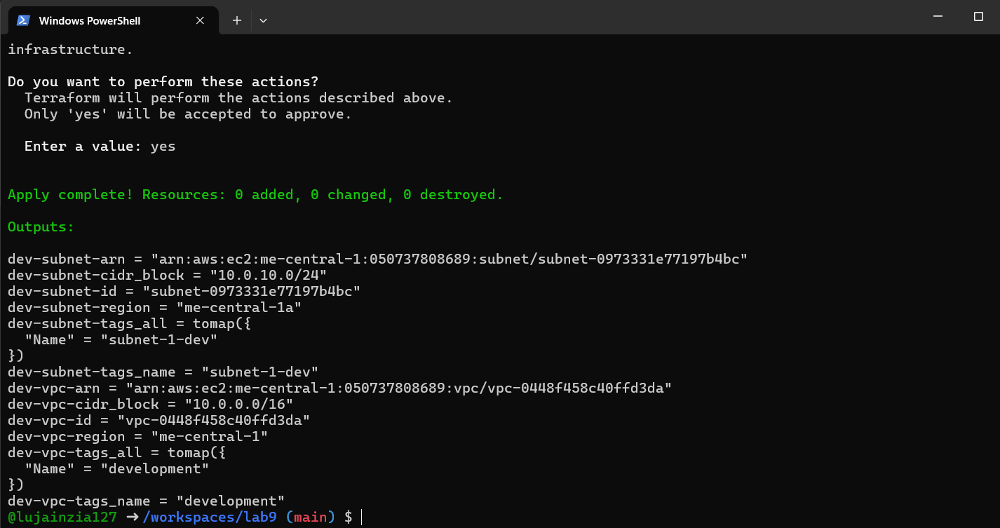 Windows PowerShell
infrastructure.
Do you want to perform these actions?
  Terraform will perform the actions described above.
  Only 'yes' will be accepted to approve.
  Enter a value: yes
Apply complete! Resources: 0 added, 0 changed, 0 destroyed.
Outputs:
dev-subnet-arn = "arn:aws:ec2:me-central-1:050737808689:subnet/subnet-0973331e77197b4bc"
dev-subnet-cidr_block = "10.0.10.0/24"
dev-subnet-id = "subnet-0973331e77197b4bc"
dev-subnet-region = "me-central-1a"
dev-subnet-tags_all = tomap({
  "Name" = "subnet-1-dev"
})
dev-subnet-tags_name = "subnet-1-dev"
dev-vpc-arn = "arn:aws:ec2:me-central-1:050737808689:vpc/vpc-0448f458c40ffd3da"
dev-vpc-cidr_block = "10.0.0.0/16"
dev-vpc-id = "vpc-0448f458c40ffd3da"
dev-vpc-region = "me-central-1"
dev-vpc-tags_all = tomap({
  "Name" = "development"
})
dev-vpc-tags_name = "development"
@lujainzia127 ➜ /workspaces/lab9 (main) $